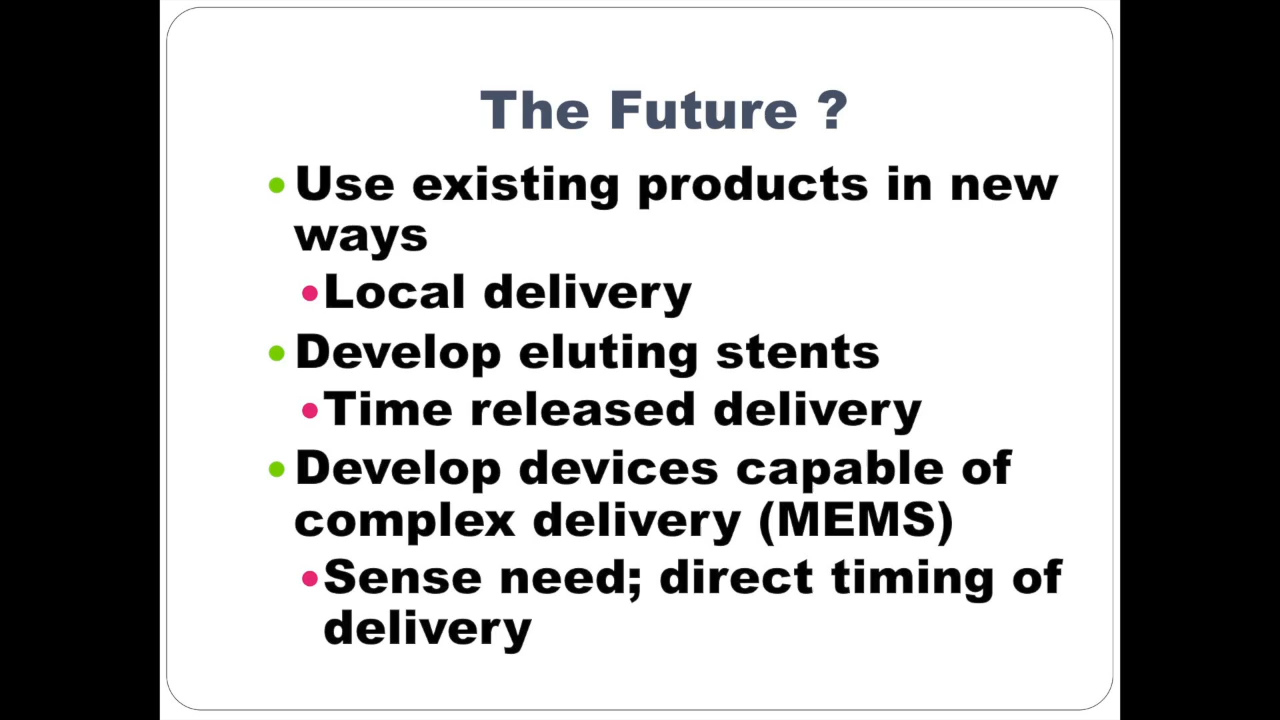 The Future ?
• Use existing products in new
ways
• Local delivery
• Develop eluting stents
• Time released delivery
• Develop devices capable of
complex delivery (MEMS)
• Sense need; direct timing of
delivery